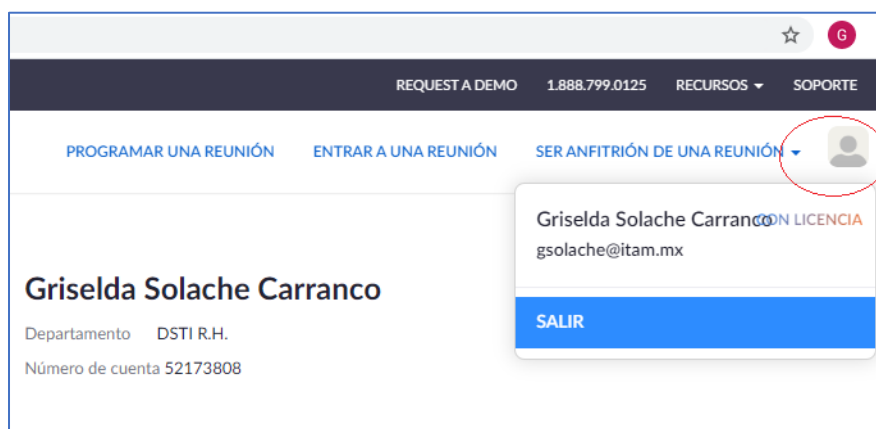 G
REQUEST A DEMO 1.888.799.0125 RECURSOS SOPORTE
PROGRAMAR UNA REUNIÓN ENTRAR A UNA REUNIÓN SER ANFITRIÓN DE UNA REUNIÓN
Griselda Solache Carranco CON LICENCIA
gsolache@itam.mx
SALIR
Griselda Solache Carranco
Departamento DSTI R.H.
Número de cuenta 52173808